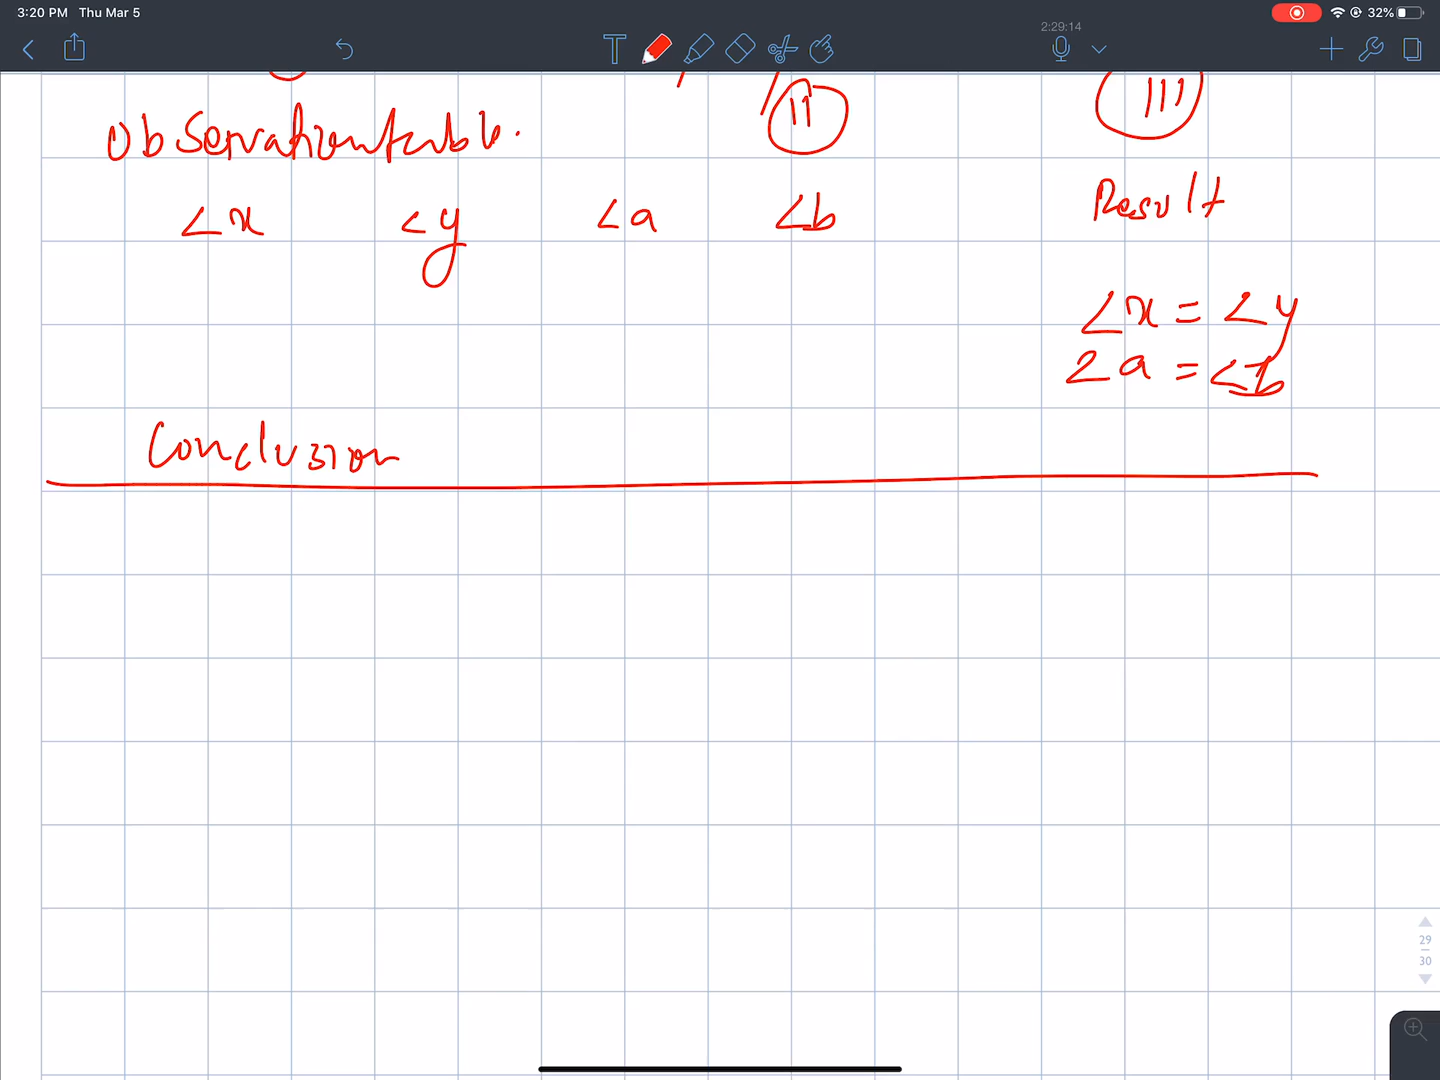 3:20 PM Thu Mar 5
32%
2:29:14
T
II
III
Observation table.
∠x ∠y ∠a ∠b Result
∠x = ∠y
∠a = ∠b
Conclusion
29
30